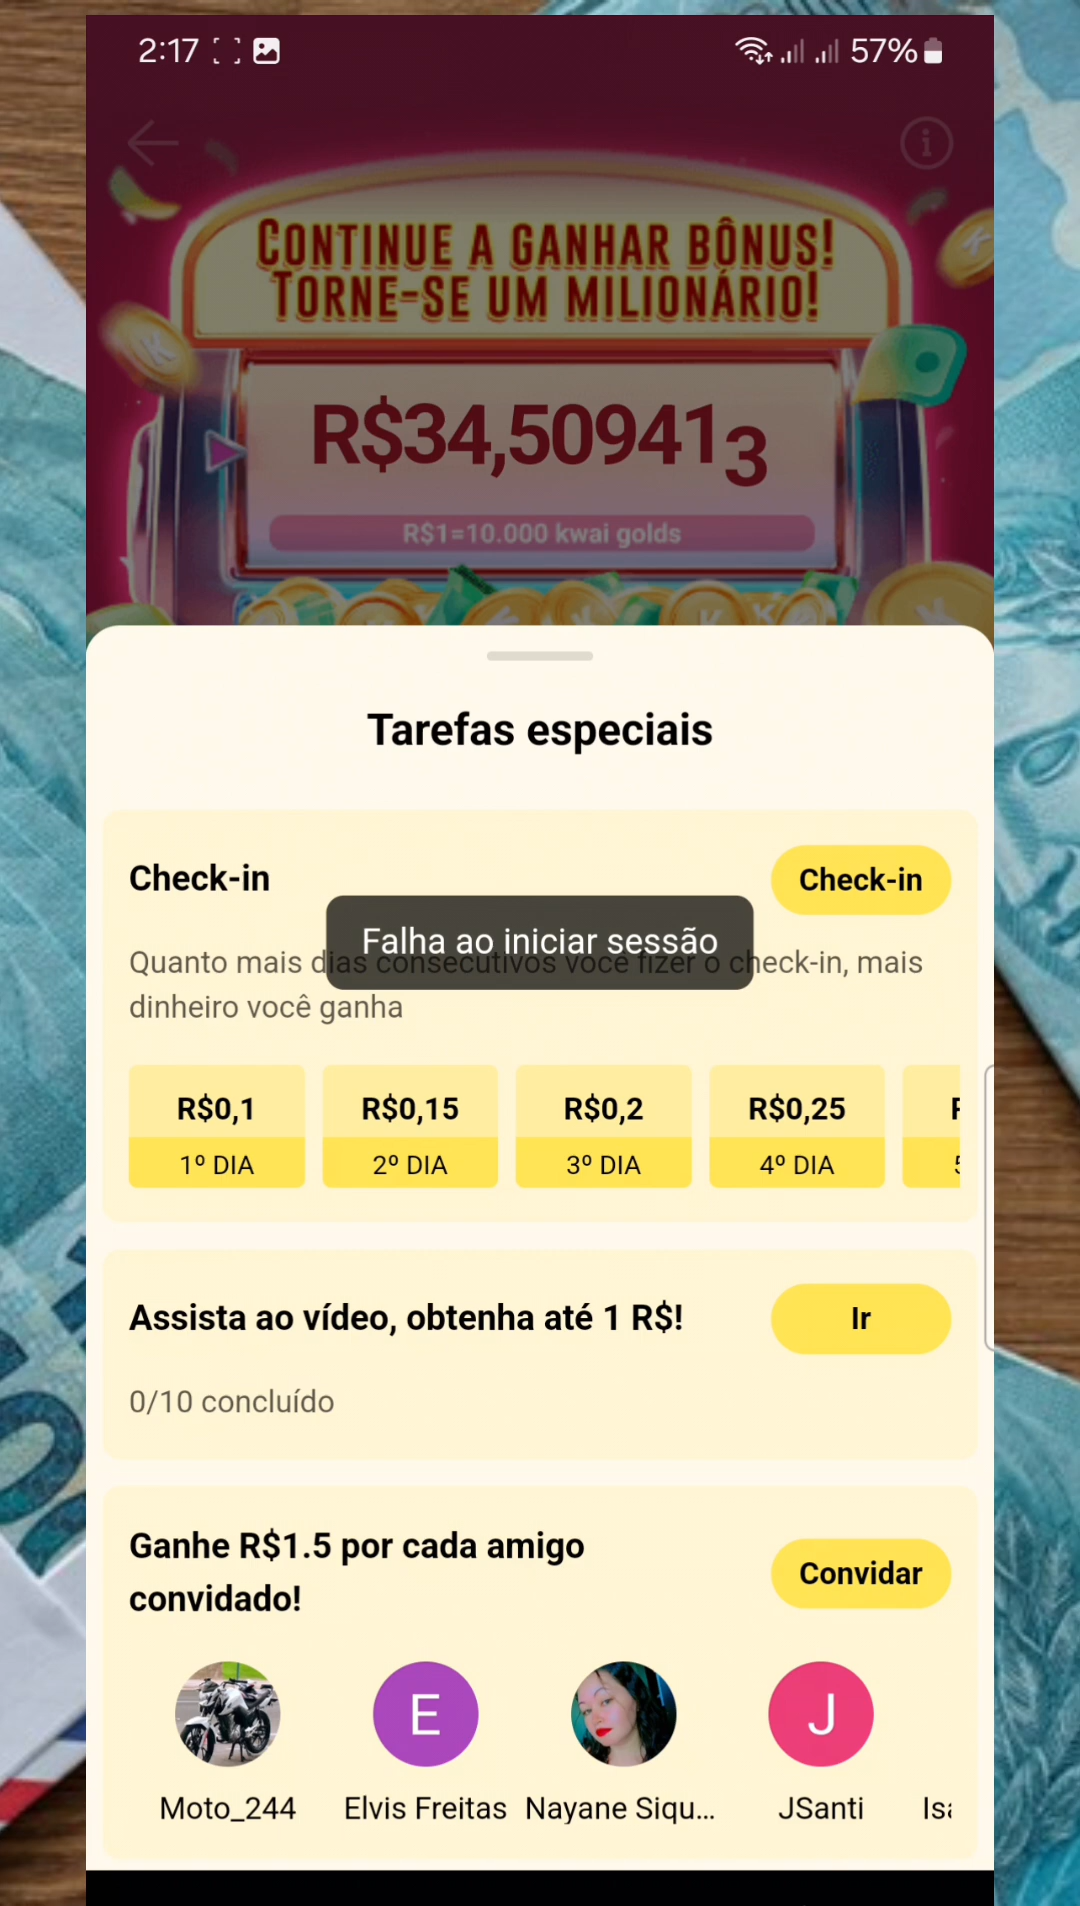 2:17
57%
CONTINUE A GANHAR BÔNUS!
TORNE-SE UM MILIONÁRIO!
R$34,509413
R$1=10.000 kwai golds
Tarefas especiais
Check-in
Check-in
Falha ao iniciar sessão
Quanto mais dias consecutivos você fizer o check-in, mais
dinheiro você ganha
R$0,1
R$0,15
R$0,2
R$0,25
1º DIA
2º DIA
3º DIA
4º DIA
Assista ao vídeo, obtenha até 1 R$!
Ir
0/10 concluído
Ganhe R$1.5 por cada amigo
convidado!
Convidar
E
J
Moto_244
Elvis Freitas
Nayane Siqu...
JSanti